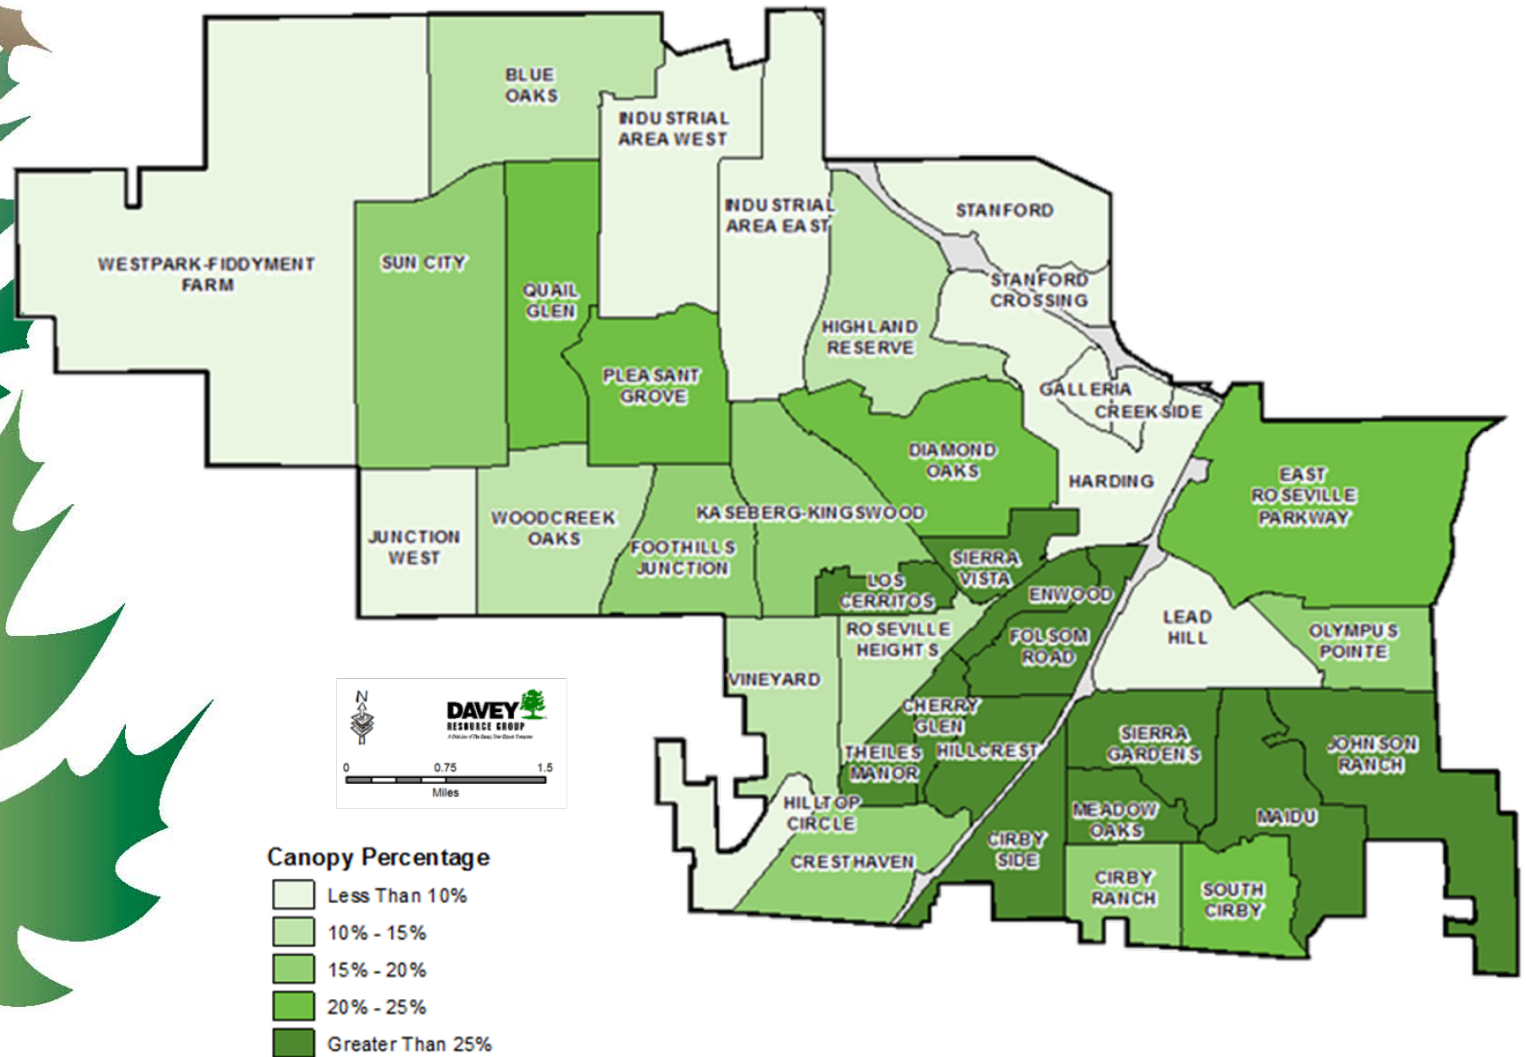 BLUE
OAKS
INDUSTRIAL
AREA WEST
INDUSTRIAL
AREA EAST
STANFORD
WESTPARK-FIDDYMENT
FARM
SUN CITY
QUAIL
GLEN
STANFORD
CROSSING
HIGHLAND
RESERVE
PLEASANT
GROVE
GALLERIA
CREEKSIDE
DIAMOND
OAKS
HARDING
EAST
ROSEVILLE
PARKWAY
JUNCTION
WEST
WOODCREEK
OAKS
KASEBERG-KINGSWOOD
FOOTHILLS
JUNCTION
SIERRA
VISTA
LOS
CERRITOS
ENWOOD
ROSEVILLE
HEIGHTS
FOLSOM
ROAD
LEAD
HILL
OLYMPUS
POINTE
VINEYARD
CHERRY
GLEN
THEILES
MANOR
HILLCREST
SIERRA
GARDENS
JOHNSON
RANCH
HILLTOP
CIRCLE
CRESTHAVEN
CIRBY
SIDE
MEADOW
OAKS
MAIDU
CIRBY
RANCH
SOUTH
CIRBY
N
DAVEY
RESOURCE GROUP
0 0.75 1.5
Miles
Canopy Percentage
Less Than 10%
10% - 15%
15% - 20%
20% - 25%
Greater Than 25%